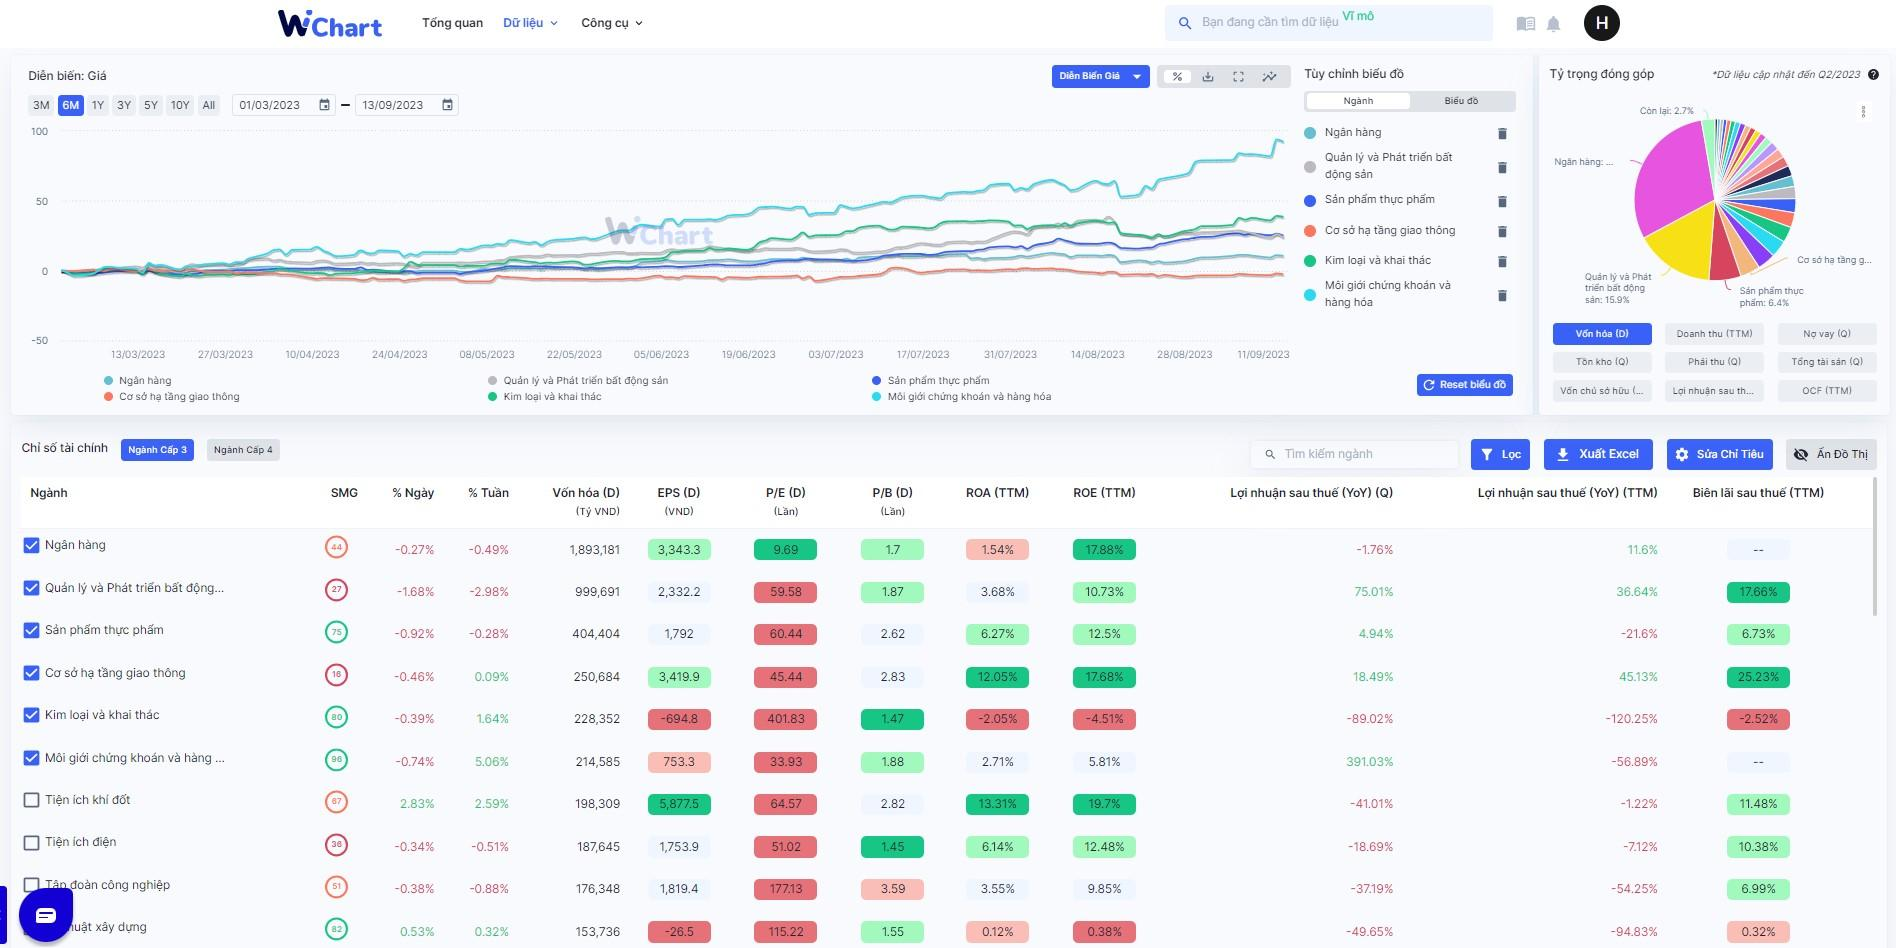 WiChart
Tổng quan
Dữ liệu
Công cụ
Bạn đang cần tìm dữ liệu Vĩ mô
H
Diễn biến: Giá
Diễn Biến Giá
%
3M 6M 1Y 3Y 5Y 10Y All
01/03/2023 – 13/09/2023
100
50
0
-50
WiChart
13/03/2023 27/03/2023 10/04/2023 24/04/2023 08/05/2023 22/05/2023 05/06/2023 19/06/2023 03/07/2023 17/07/2023 31/07/2023 14/08/2023 28/08/2023 11/09/2023
Ngân hàng
Quản lý và Phát triển bất động sản
Sản phẩm thực phẩm
Cơ sở hạ tầng giao thông
Kim loại và khai thác
Môi giới chứng khoán và hàng hóa
Tùy chỉnh biểu đồ
Ngành
Biểu đồ
Ngân hàng
Quản lý và Phát triển bất
động sản
Sản phẩm thực phẩm
Cơ sở hạ tầng giao thông
Kim loại và khai thác
Môi giới chứng khoán và
hàng hóa
Reset biểu đồ
Tỷ trọng đóng góp
*Dữ liệu cập nhật đến Q2/2023
Còn lại: 2.7%
Ngân hàng: ...
Quản lý và Phát
triển bất động
sản: 15.9%
Sản phẩm thực
phẩm: 6.4%
Cơ sở hạ tầng g...
Vốn hóa (D)
Doanh thu (TTM)
Nợ vay (Q)
Tồn kho (Q)
Phải thu (Q)
Tổng tài sản (Q)
Vốn chủ sở hữu (...
Lợi nhuận sau th...
OCF (TTM)
Chỉ số tài chính
Ngành Cấp 3
Ngành Cấp 4
Tìm kiếm ngành
Lọc
Xuất Excel
Sửa Chỉ Tiêu
Ẩn Đồ Thị
Ngành SMG % Ngày % Tuần Vốn hóa (D) EPS (D) P/E (D) P/B (D) ROA (TTM) ROE (TTM) Lợi nhuận sau thuế (YoY) (Q) Lợi nhuận sau thuế (YoY) (TTM) Biên lãi sau thuế (TTM)
(Tỷ VND) (VND) (Lần) (Lần)
Ngân hàng 44 -0.27% -0.49% 1,893,181 3,343.3 9.69 1.7 1.54% 17.88% -1.76% 11.6% --
Quản lý và Phát triển bất động... 27 -1.68% -2.98% 999,691 2,332.2 59.58 1.87 3.68% 10.73% 75.01% 36.64% 17.66%
Sản phẩm thực phẩm 75 -0.92% -0.28% 404,404 1,792 60.44 2.62 6.27% 12.5% 4.94% -21.6% 6.73%
Cơ sở hạ tầng giao thông 16 -0.46% 0.09% 250,684 3,419.9 45.44 2.83 12.05% 17.68% 18.49% 45.13% 25.23%
Kim loại và khai thác 80 -0.39% 1.64% 228,352 -694.8 401.83 1.47 -2.05% -4.51% -89.02% -120.25% -2.52%
Môi giới chứng khoán và hàng ... 96 -0.74% 5.06% 214,585 753.3 33.93 1.88 2.71% 5.81% 391.03% -56.89% --
Tiện ích khí đốt 67 2.83% 2.59% 198,309 5,877.5 64.57 2.82 13.31% 19.7% -41.01% -1.22% 11.48%
Tiện ích điện 36 -0.34% -0.51% 187,645 1,753.9 51.02 1.45 6.14% 12.48% -18.69% -7.12% 10.38%
Tập đoàn công nghiệp 51 -0.38% -0.88% 176,348 1,819.4 177.13 3.59 3.55% 9.85% -37.19% -54.25% 6.99%
xây dựng 82 0.53% 0.32% 153,736 -26.5 115.22 1.55 0.12% 0.38% -49.65% -94.83% 0.32%